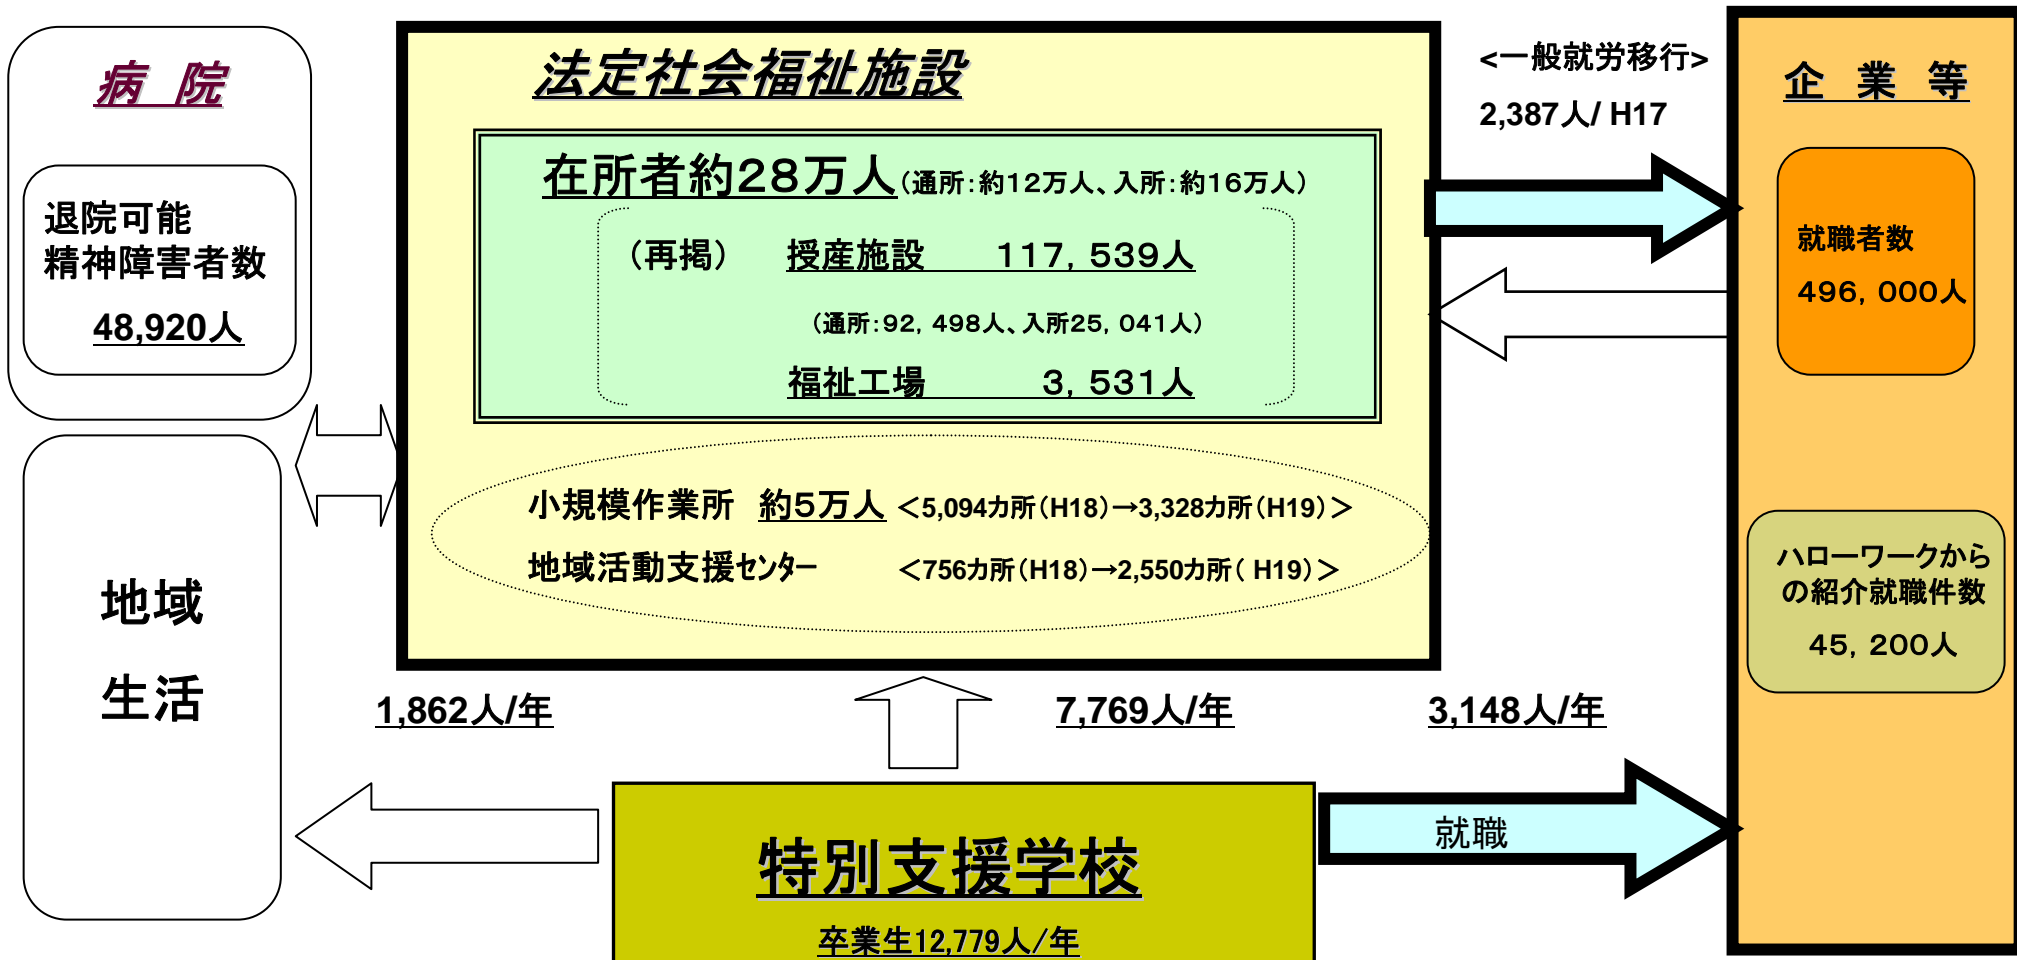 病　院
退院可能
精神障害者数
48,920人
地域
生活
法定社会福祉施設
在所者約２８万人（通所：約１２万人、入所：約１６万人）
（再掲）　授産施設　　１１７，５３９人
（通所：９２，４９８人、入所２５，０４１人）
福祉工場　　　３，５３１人
小規模作業所　約５万人 ＜5,094カ所（H18）→3,328カ所（H19）＞
地域活動支援ｾﾝﾀｰ　　＜756カ所（H18）→2,550カ所（ H19）＞
<一般就労移行>
2,387人/ H17
企　業　等
就職者数
４９６，０００人
ハローワークから
の紹介就職件数
４５，２００人
1,862人/年
7,769人/年
3,148人/年
就職
特別支援学校
卒業生12,779人/年